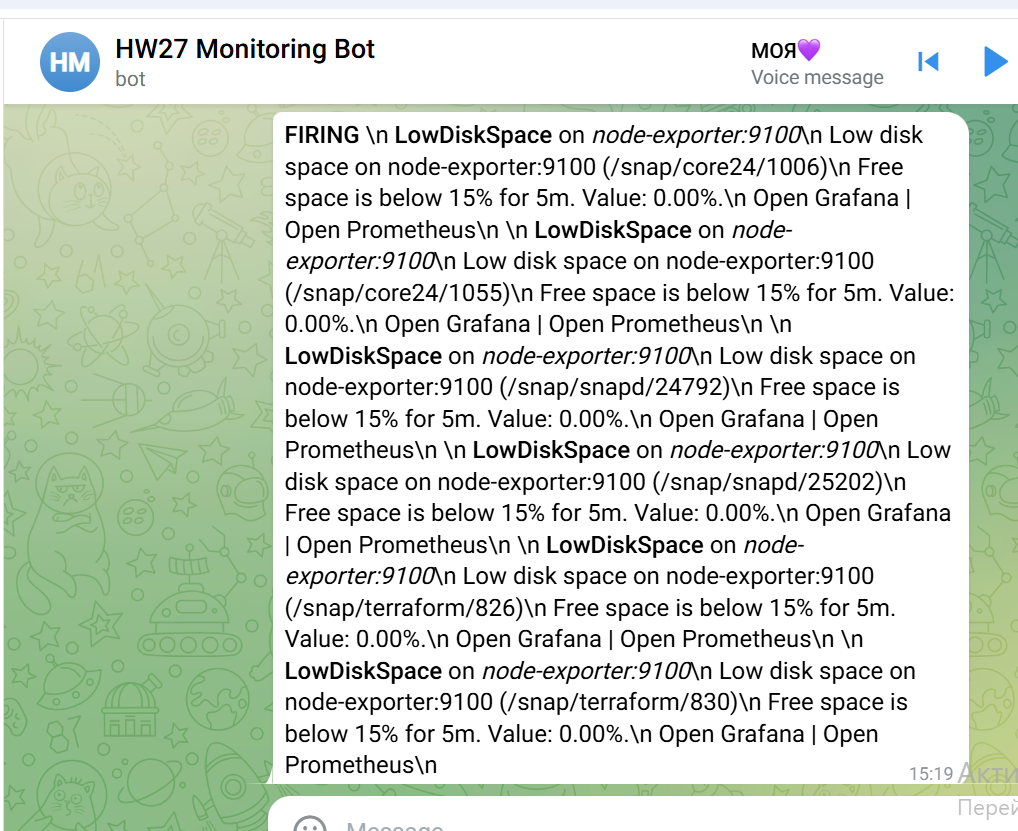 HM
HW27 Monitoring Bot
bot
МОЯ💜
Voice message
FIRING \n LowDiskSpace on node-exporter:9100\n Low disk
space on node-exporter:9100 (/snap/core24/1006)\n Free
space is below 15% for 5m. Value: 0.00%.\n Open Grafana |
Open Prometheus\n \n LowDiskSpace on node-
exporter:9100\n Low disk space on node-exporter:9100
(/snap/core24/1055)\n Free space is below 15% for 5m. Value:
0.00%.\n Open Grafana | Open Prometheus\n \n
LowDiskSpace on node-exporter:9100\n Low disk space on
node-exporter:9100 (/snap/snapd/24792)\n Free space is
below 15% for 5m. Value: 0.00%.\n Open Grafana | Open
Prometheus\n \n LowDiskSpace on node-exporter:9100\n Low
disk space on node-exporter:9100 (/snap/snapd/25202)\n
Free space is below 15% for 5m. Value: 0.00%.\n Open Grafana
| Open Prometheus\n \n LowDiskSpace on node-
exporter:9100\n Low disk space on node-exporter:9100
(/snap/terraform/826)\n Free space is below 15% for 5m.
Value: 0.00%.\n Open Grafana | Open Prometheus\n \n
LowDiskSpace on node-exporter:9100\n Low disk space on
node-exporter:9100 (/snap/terraform/830)\n Free space is
below 15% for 5m. Value: 0.00%.\n Open Grafana | Open
Prometheus\n
15:19
Message